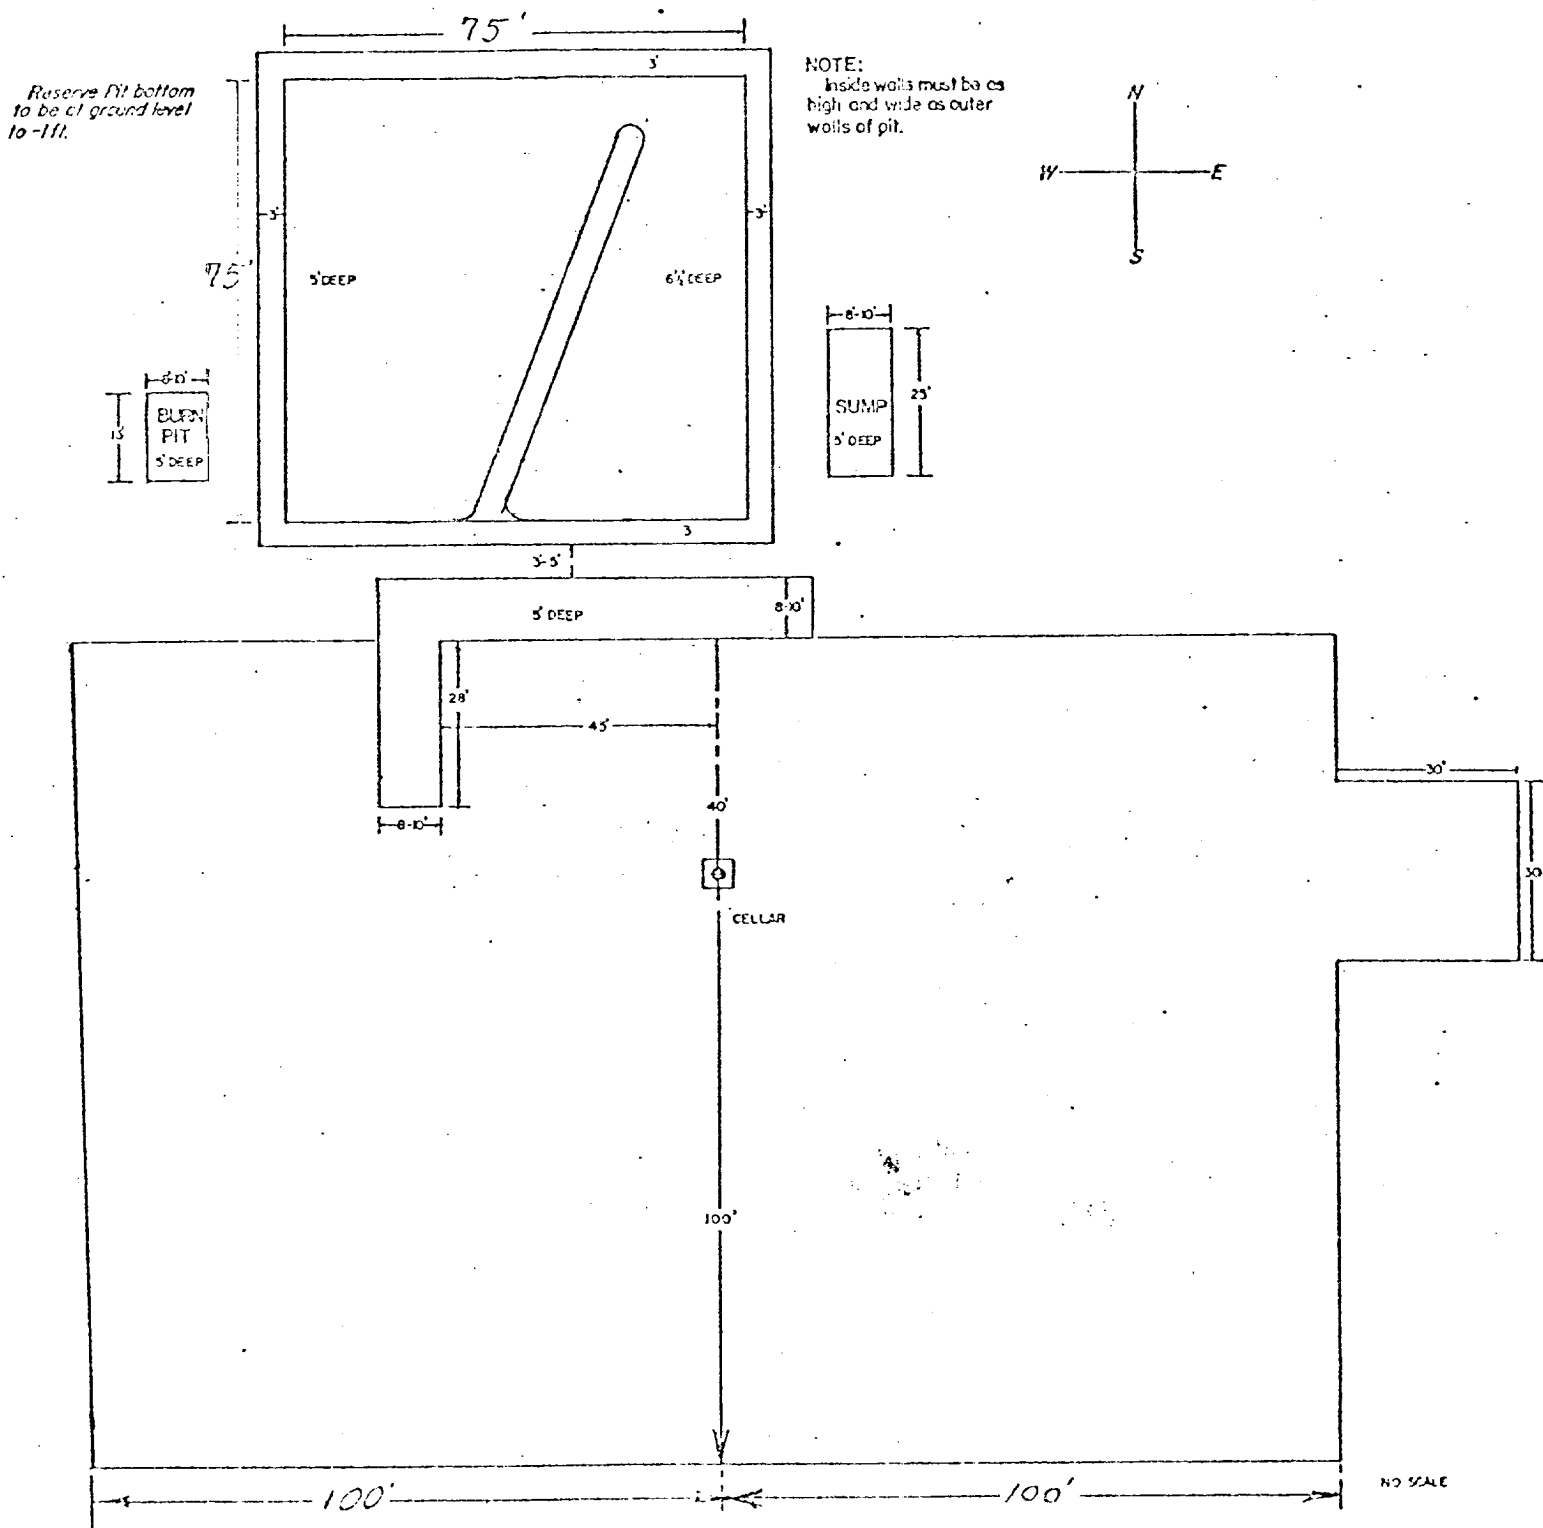 75'
3'
Reserve Pit bottom
to be at ground level
to -1ft.
NOTE:
Inside walls must be as
high and wide as outer
walls of pit.
N
W
E
S
3'
3'
75'
5' DEEP
6½' DEEP
8'-10'
25'
SUMP
5' DEEP
8'-10'
BURN
PIT
5' DEEP
3
3'-5'
5' DEEP
8-10'
28'
45'
8-10'
40'
30'
30
CELLAR
100'
100'
100'
NO SCALE